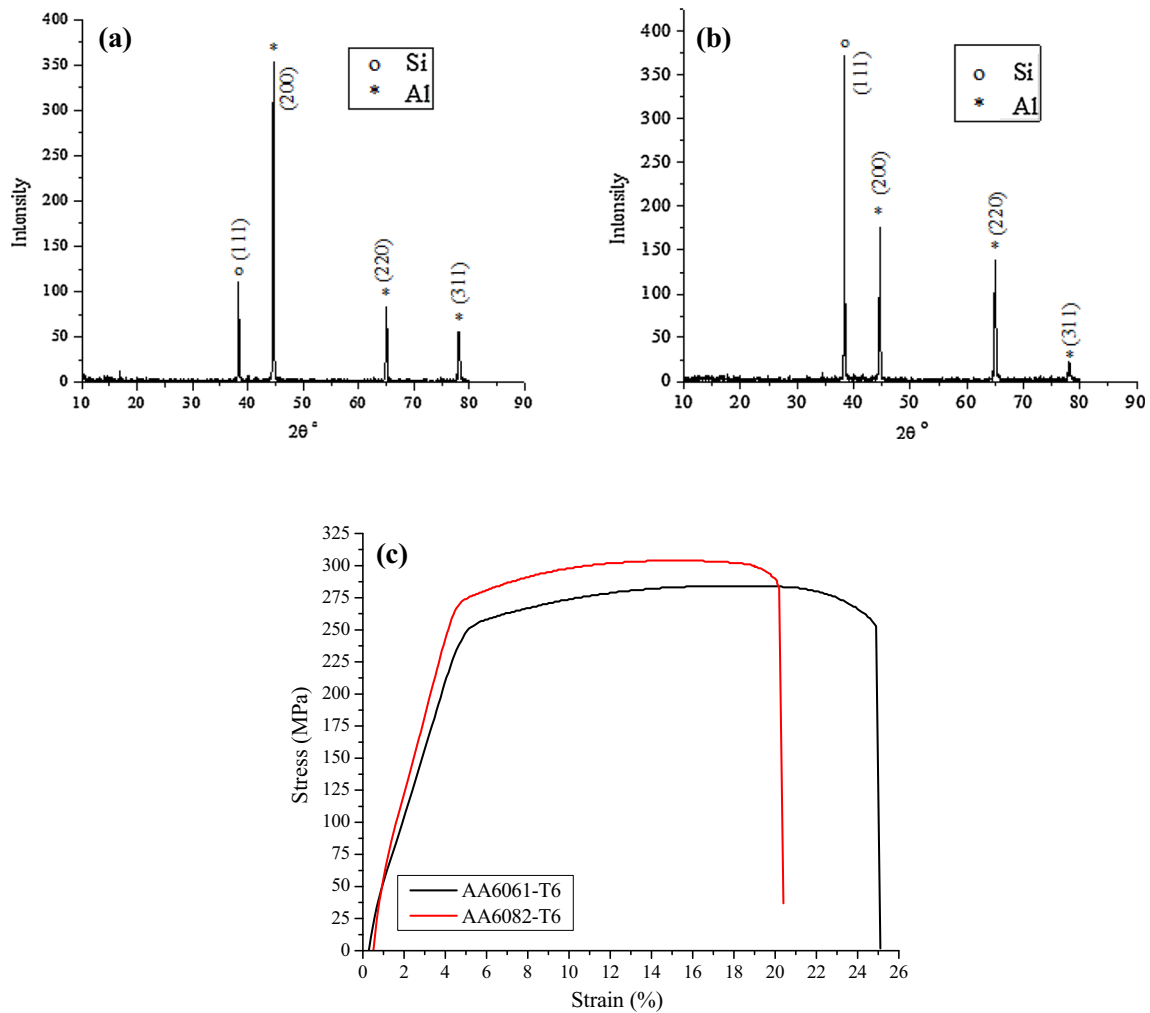 (a)
o Si
* Al
400
350
300
250
200
150
100
50
0
Intensity
o (111)
* (200)
* (220)
* (311)
10 20 30 40 50 60 70 80 90
2θ °
(b)
o Si
* Al
400
350
300
250
200
150
100
50
0
Intensity
o (111)
* (200)
* (220)
* (311)
10 20 30 40 50 60 70 80 90
2θ °
(c)
325
300
275
250
225
200
175
150
125
100
75
50
25
0
Stress (MPa)
AA6061-T6
AA6082-T6
0 2 4 6 8 10 12 14 16 18 20 22 24 26
Strain (%)